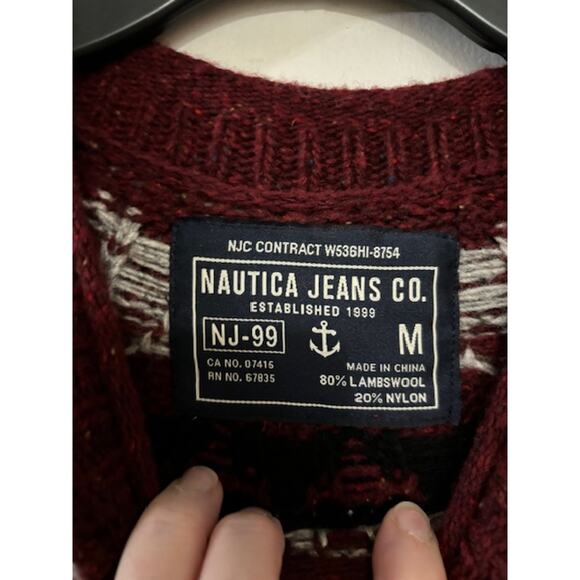 NJC CONTRACT W536HI-8754
NAUTICA JEANS CO.
ESTABLISHED 1999
NJ-99
M
CA NO. 07415
RN NO. 67835
MADE IN CHINA
80% LAMBSWOOL
20% NYLON